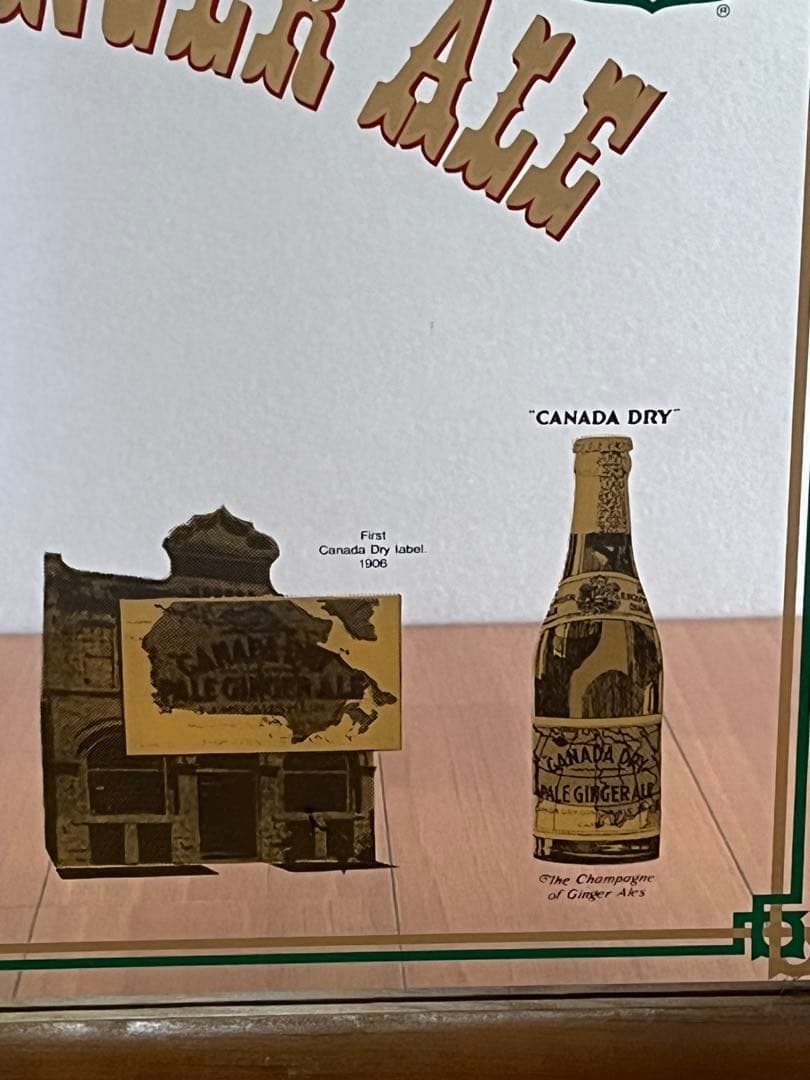 GINGER ALE
®
"CANADA DRY"
First
Canada Dry label.
1906
CANADA DRY
PALE GINGER ALE
CANADA DRY
PALE GINGER ALE
The Champagne
of Ginger Ales